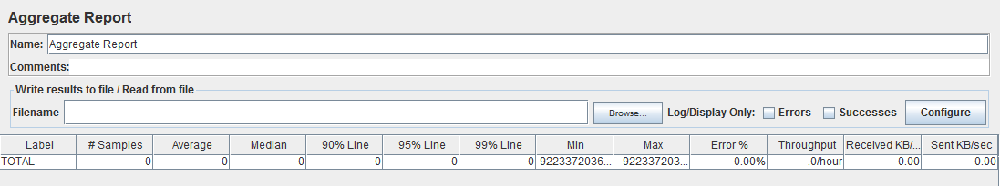 Aggregate Report
Name: Aggregate Report
Comments:
Write results to file / Read from file
Filename Browse... Log/Display Only: Errors Successes Configure
Label # Samples Average Median 90% Line 95% Line 99% Line Min Max Error % Throughput Received KB/... Sent KB/sec
TOTAL 0 0 0 0 0 0 9223372036... -922337203... 0.00% .0/hour 0.00 0.00